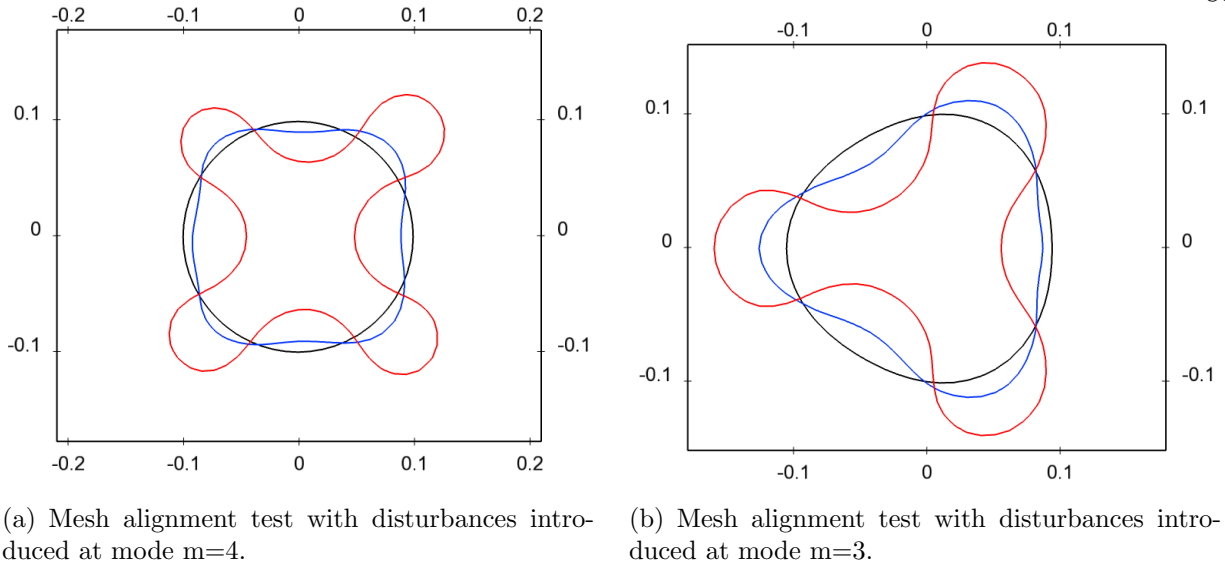 -0.2 -0.1 0 0.1 0.2
0.1 0.1
0 0
-0.1 -0.1
-0.2 -0.1 0 0.1 0.2
(a) Mesh alignment test with disturbances intro-
duced at mode m=4.
-0.1 0 0.1
0.1 0.1
0 0
-0.1 -0.1
-0.1 0 0.1
(b) Mesh alignment test with disturbances intro-
duced at mode m=3.